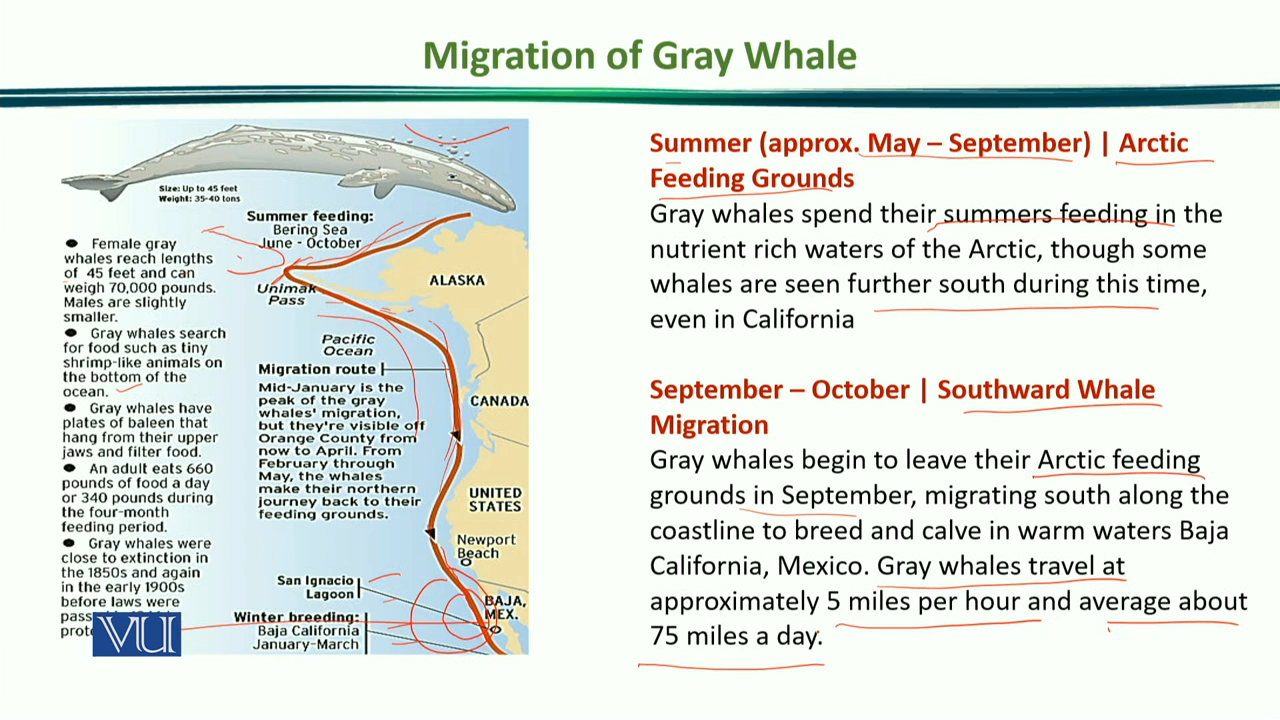 Migration of Gray Whale
Size: Up to 45 feet
Weight: 35-40 tons
Summer feeding:
Bering Sea
June - October
● Female gray
whales reach lengths
of 45 feet and can
weigh 70,000 pounds.
Males are slightly
smaller.
● Gray whales search
for food such as tiny
shrimp-like animals on
the bottom of the
ocean.
● Gray whales have
plates of baleen that
hang from their upper
jaws and filter food.
● An adult eats 660
pounds of food a day
or 340 pounds during
the four-month
feeding period.
● Gray whales were
close to extinction in
the 1850s and again
in the early 1900s
before laws were
ALASKA
Unimak
Pass
Pacific
Ocean
Migration route
Mid-January is the
peak of the gray
whales' migration,
but they're visible off
Orange County from
now to April. From
February through
May, the whales
make their northern
journey back to their
feeding grounds.
CANADA
UNITED
STATES
Newport
Beach
San Ignacio
Lagoon
BAJA,
MEX.
Winter breeding:
Baja California
January-March
VU
Summer (approx. May – September) | Arctic
Feeding Grounds
Gray whales spend their summers feeding in the
nutrient rich waters of the Arctic, though some
whales are seen further south during this time,
even in California
September – October | Southward Whale
Migration
Gray whales begin to leave their Arctic feeding
grounds in September, migrating south along the
coastline to breed and calve in warm waters Baja
California, Mexico. Gray whales travel at
approximately 5 miles per hour and average about
75 miles a day.